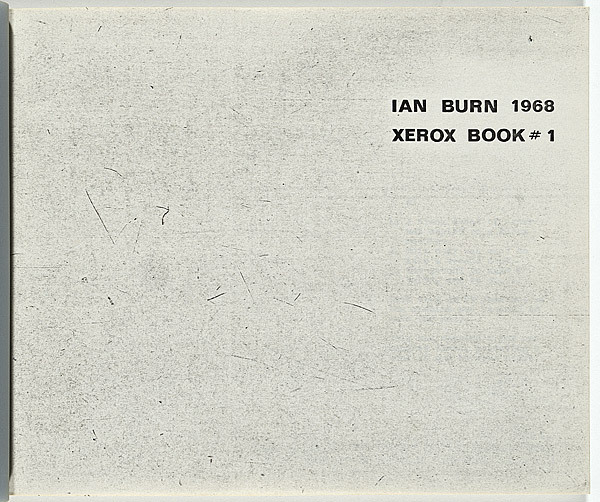 IAN BURN 1968
XEROX BOOK # 1